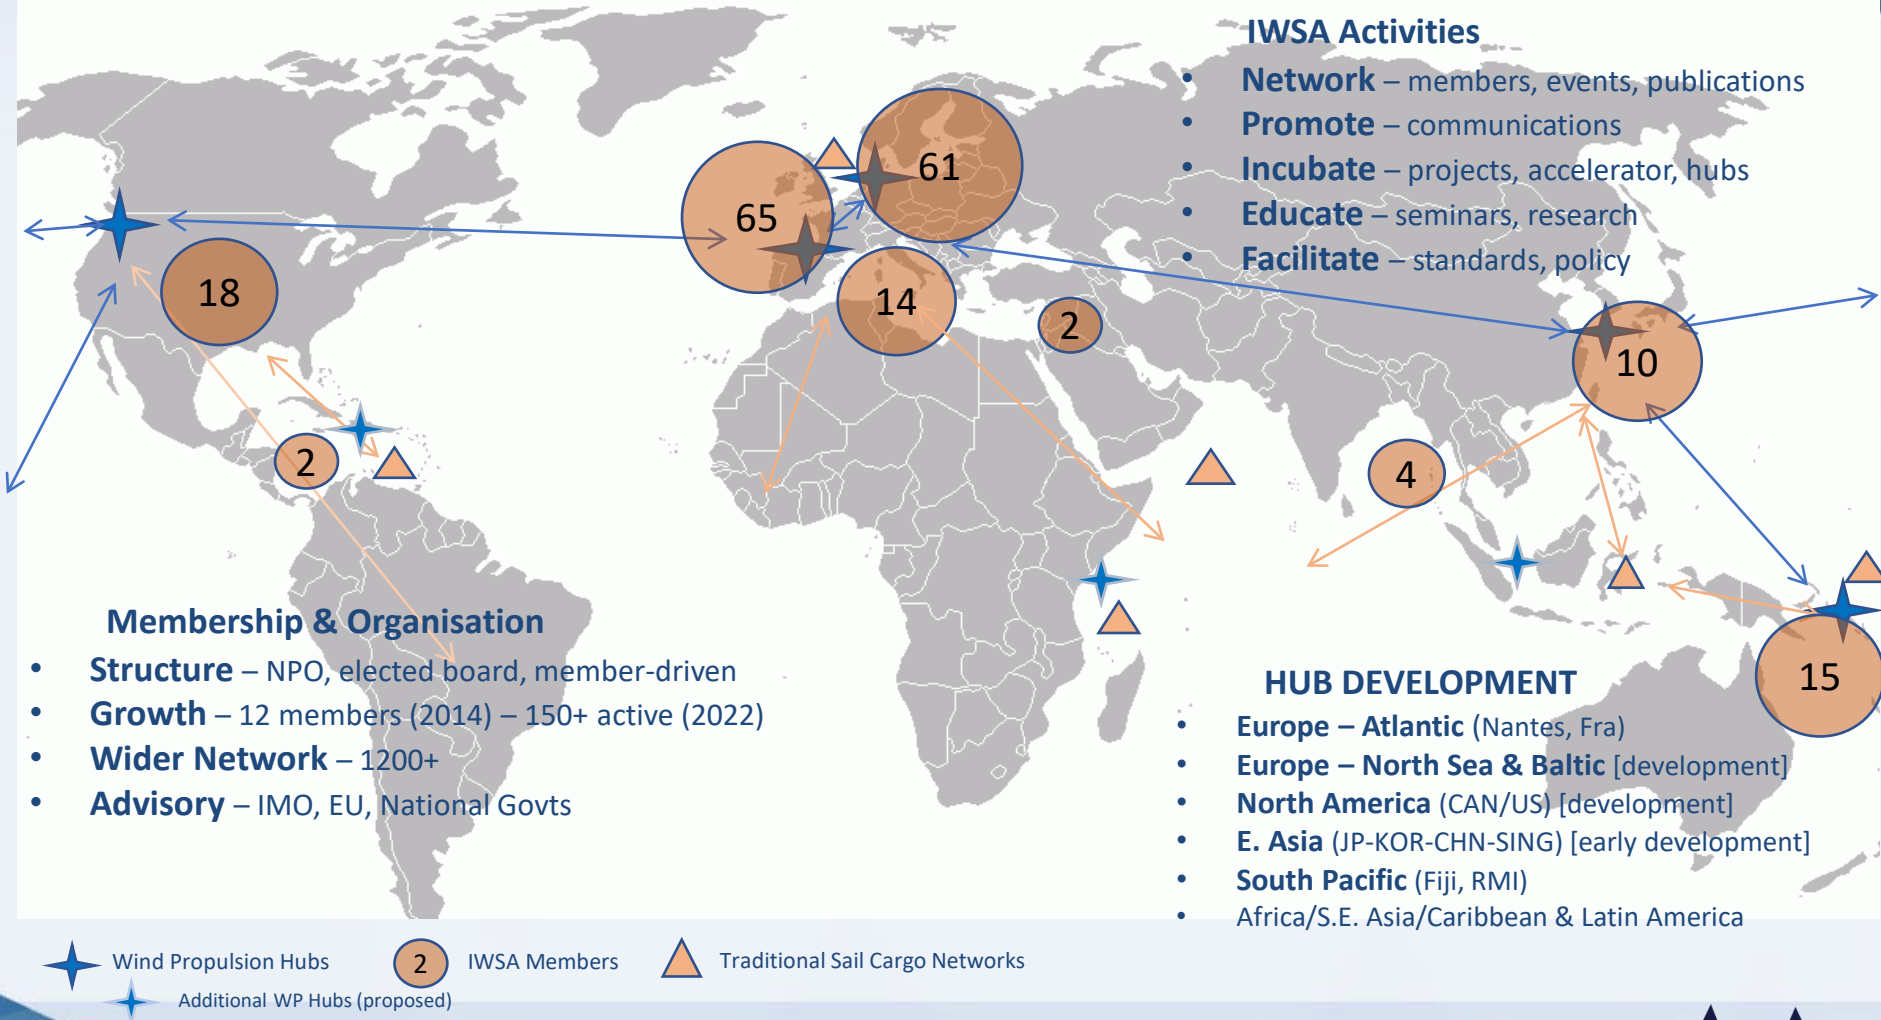 IWSA Activities
• Network – members, events, publications
• Promote – communications
• Incubate – projects, accelerator, hubs
• Educate – seminars, research
• Facilitate – standards, policy
61
65
18
14
2
10
2
4
15
Membership & Organisation
• Structure – NPO, elected board, member-driven
• Growth – 12 members (2014) – 150+ active (2022)
• Wider Network – 1200+
• Advisory – IMO, EU, National Govts
HUB DEVELOPMENT
• Europe – Atlantic (Nantes, Fra)
• Europe – North Sea & Baltic [development]
• North America (CAN/US) [development]
• E. Asia (JP-KOR-CHN-SING) [early development]
• South Pacific (Fiji, RMI)
• Africa/S.E. Asia/Caribbean & Latin America
Wind Propulsion Hubs
2 IWSA Members
Traditional Sail Cargo Networks
Additional WP Hubs (proposed)